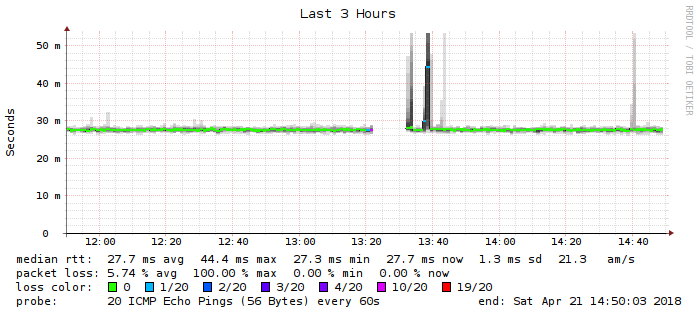 Last 3 Hours
RRDTOOL / TOBI OETIKER
Seconds
50 m
40 m
30 m
20 m
10 m
0
12:00 12:20 12:40 13:00 13:20 13:40 14:00 14:20 14:40
median rtt: 27.7 ms avg 44.4 ms max 27.3 ms min 27.7 ms now 1.3 ms sd 21.3 am/s
packet loss: 5.74 % avg 100.00 % max 0.00 % min 0.00 % now
loss color: 0 1/20 2/20 3/20 4/20 10/20 19/20
probe: 20 ICMP Echo Pings (56 Bytes) every 60s end: Sat Apr 21 14:50:03 2018